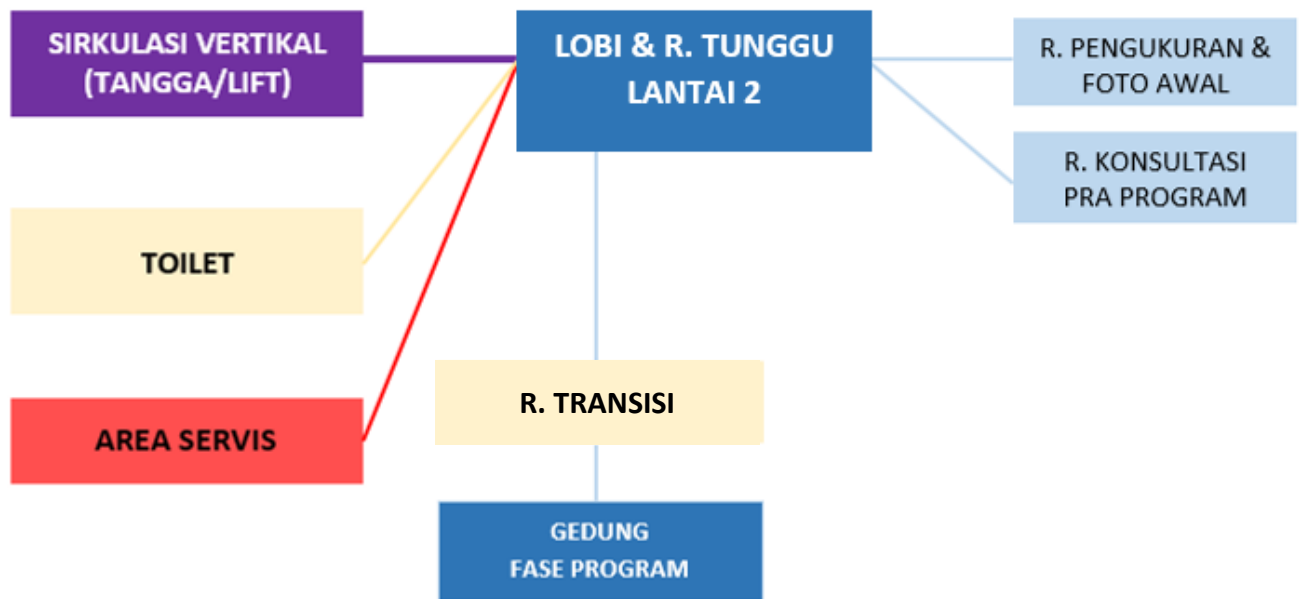 SIRKULASI VERTIKAL
(TANGGA/LIFT)
LOBI & R. TUNGGU
LANTAI 2
R. PENGUKURAN &
FOTO AWAL
R. KONSULTASI
PRA PROGRAM
TOILET
R. TRANSISI
AREA SERVIS
GEDUNG
FASE PROGRAM